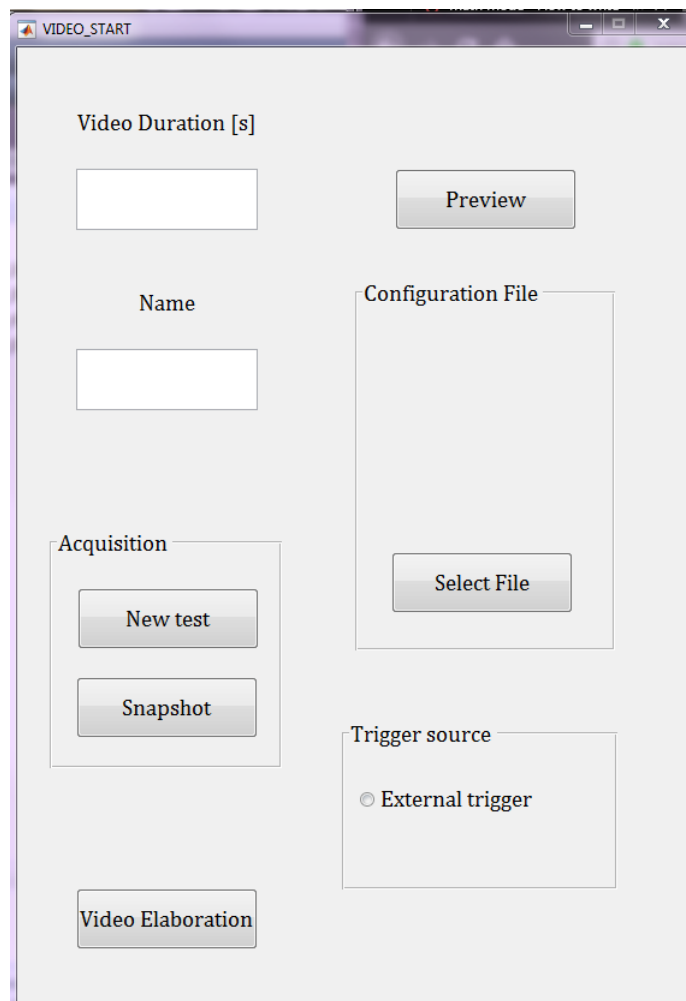 VIDEO_START
Video Duration [s]
Preview
Name
Configuration File
Acquisition
New test
Select File
Snapshot
Trigger source
External trigger
Video Elaboration